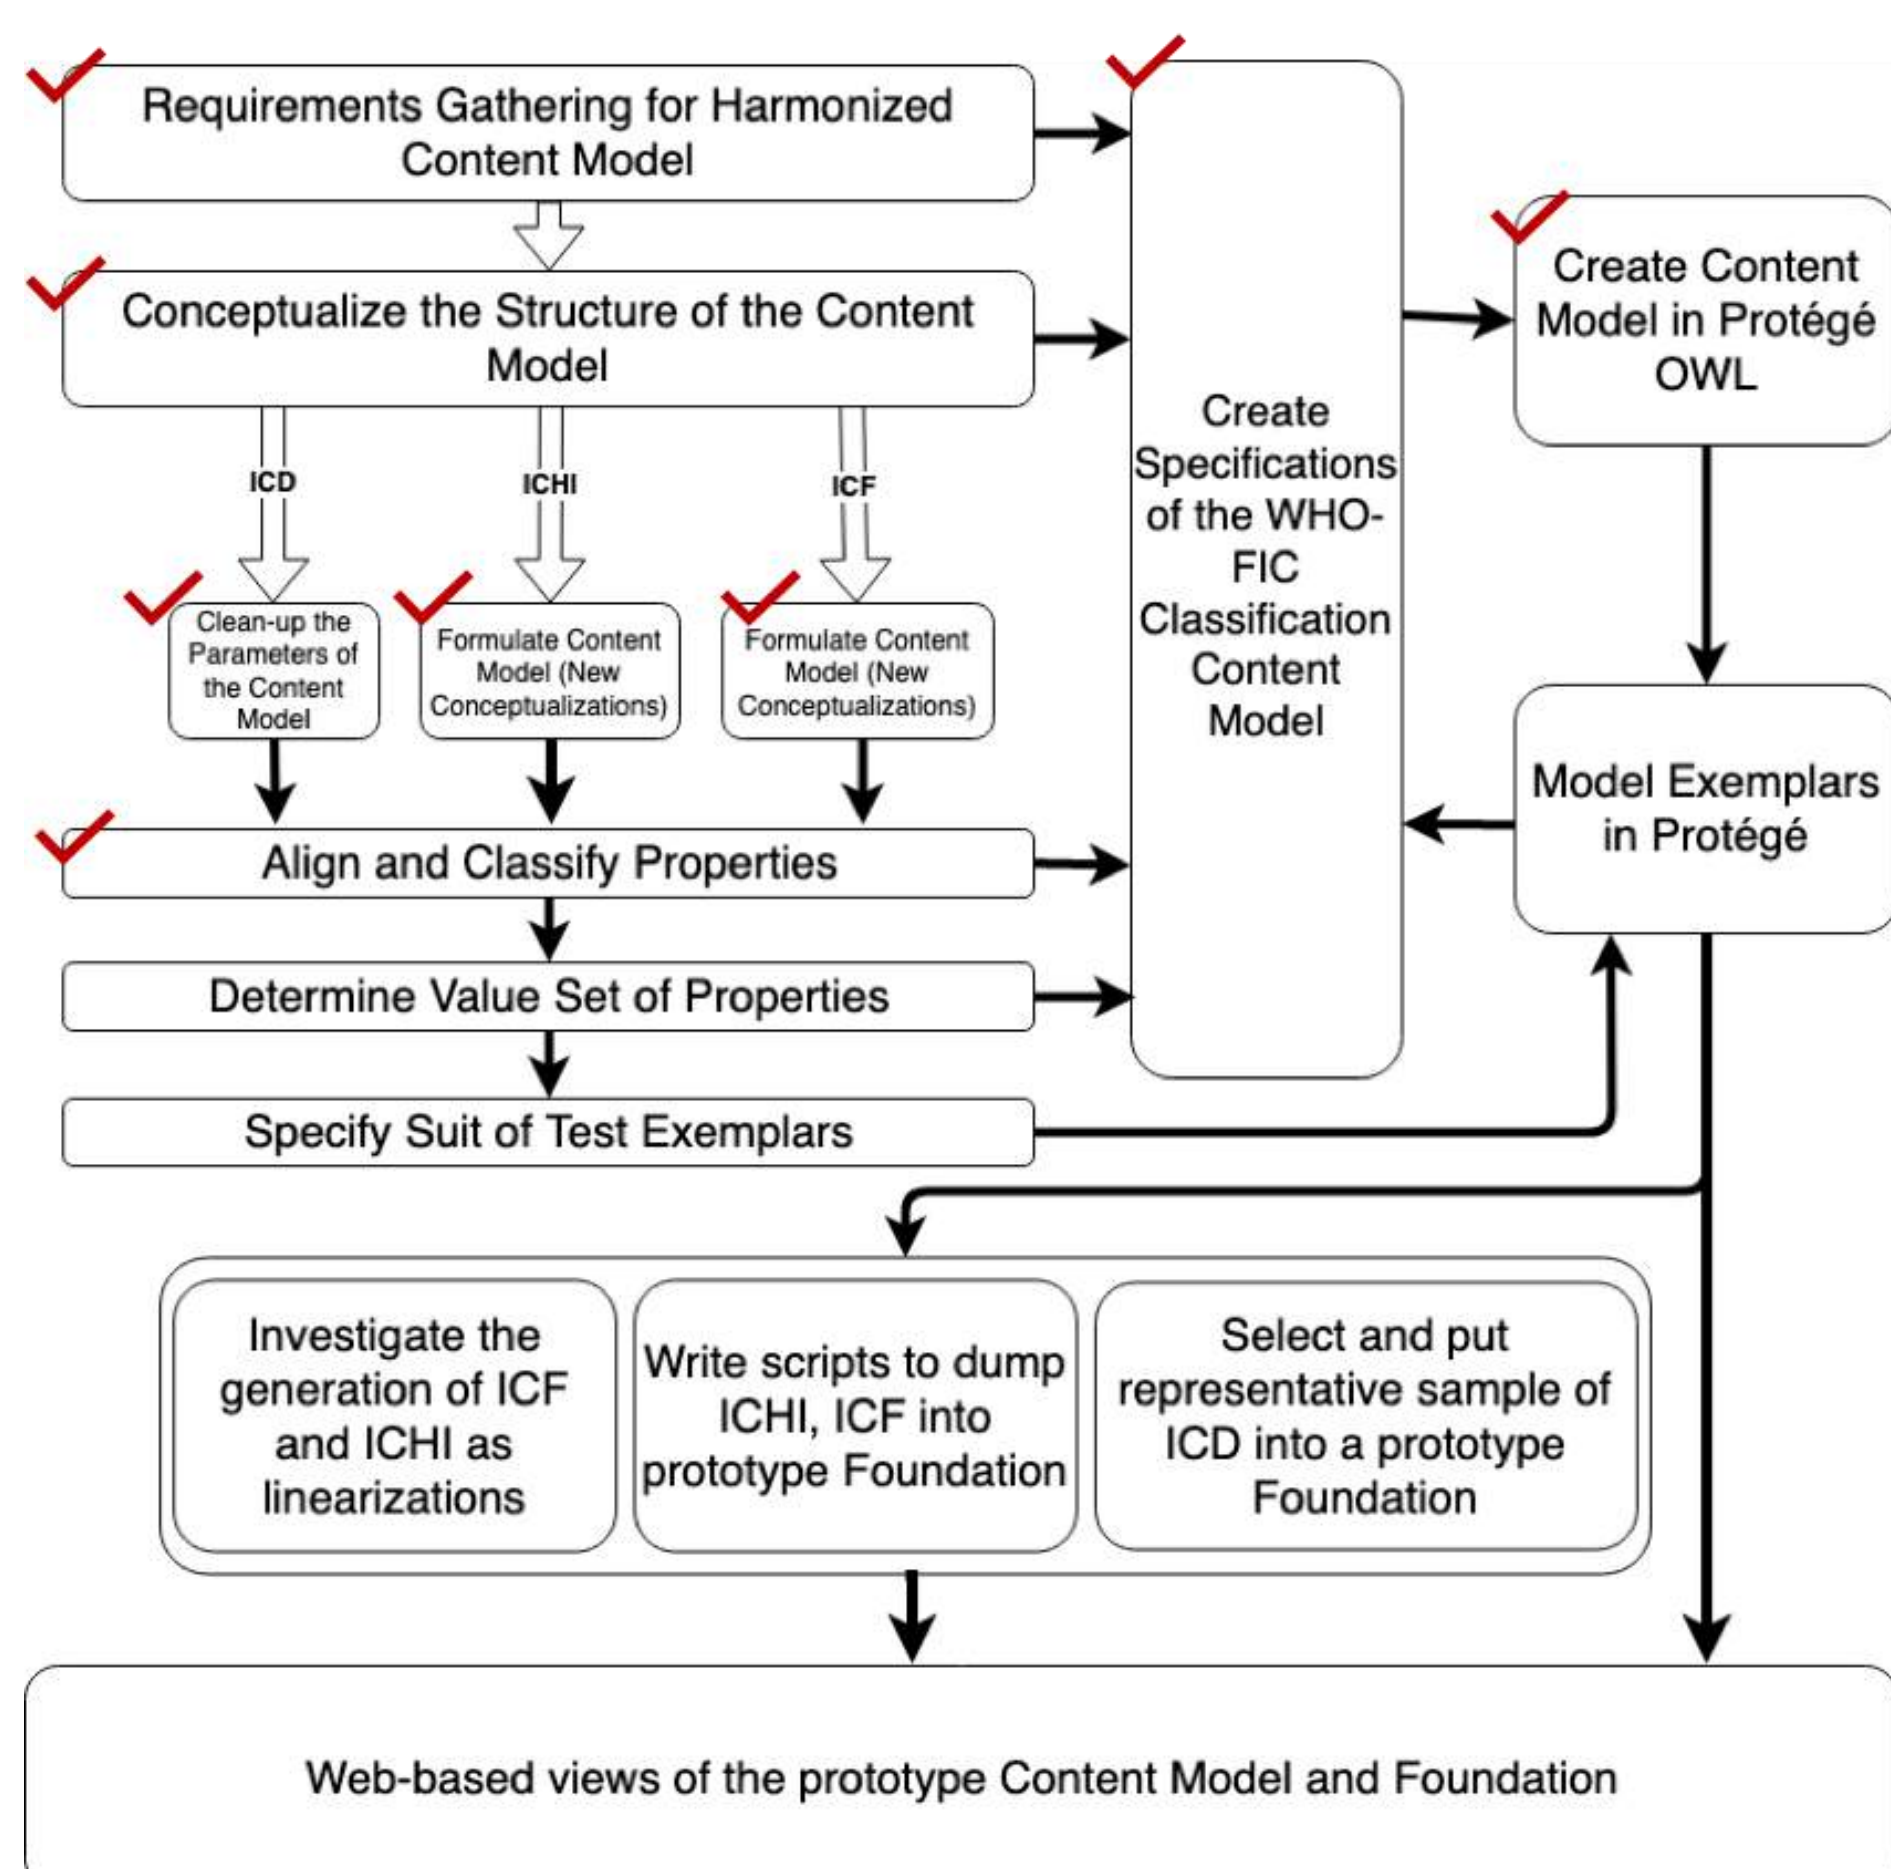 Requirements Gathering for Harmonized
Content Model
Conceptualize the Structure of the Content
Model
ICD
ICHI
ICF
Clean-up the
Parameters of
the Content
Model
Formulate Content
Model (New
Conceptualizations)
Formulate Content
Model (New
Conceptualizations)
Align and Classify Properties
Determine Value Set of Properties
Specify Suit of Test Exemplars
Create
Specifications
of the WHO-
FIC
Classification
Content
Model
Create Content
Model in Protégé
OWL
Model Exemplars
in Protégé
Investigate the
generation of ICF
and ICHI as
linearizations
Write scripts to dump
ICHI, ICF into
prototype Foundation
Select and put
representative sample of
ICD into a prototype
Foundation
Web-based views of the prototype Content Model and Foundation